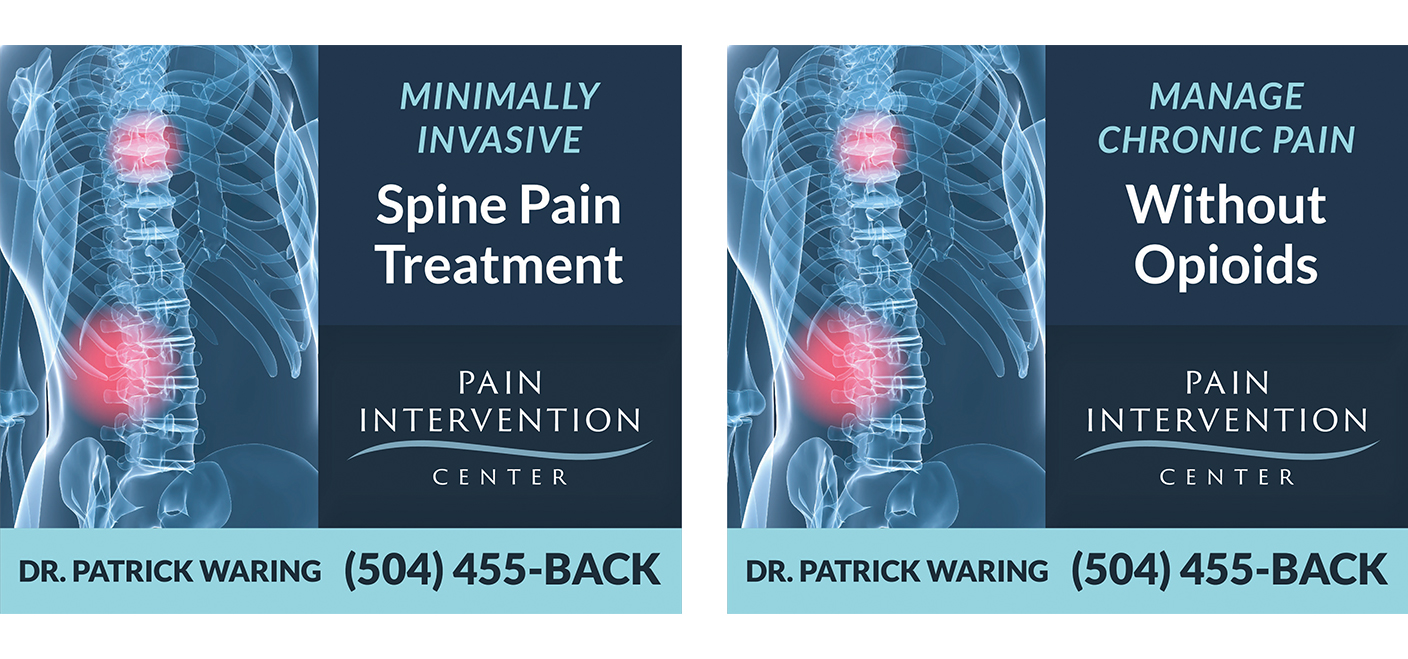 MINIMALLY
INVASIVE
Spine Pain
Treatment
PAIN
INTERVENTION
CENTER
DR. PATRICK WARING (504) 455-BACK
MANAGE
CHRONIC PAIN
Without
Opioids
PAIN
INTERVENTION
CENTER
DR. PATRICK WARING (504) 455-BACK